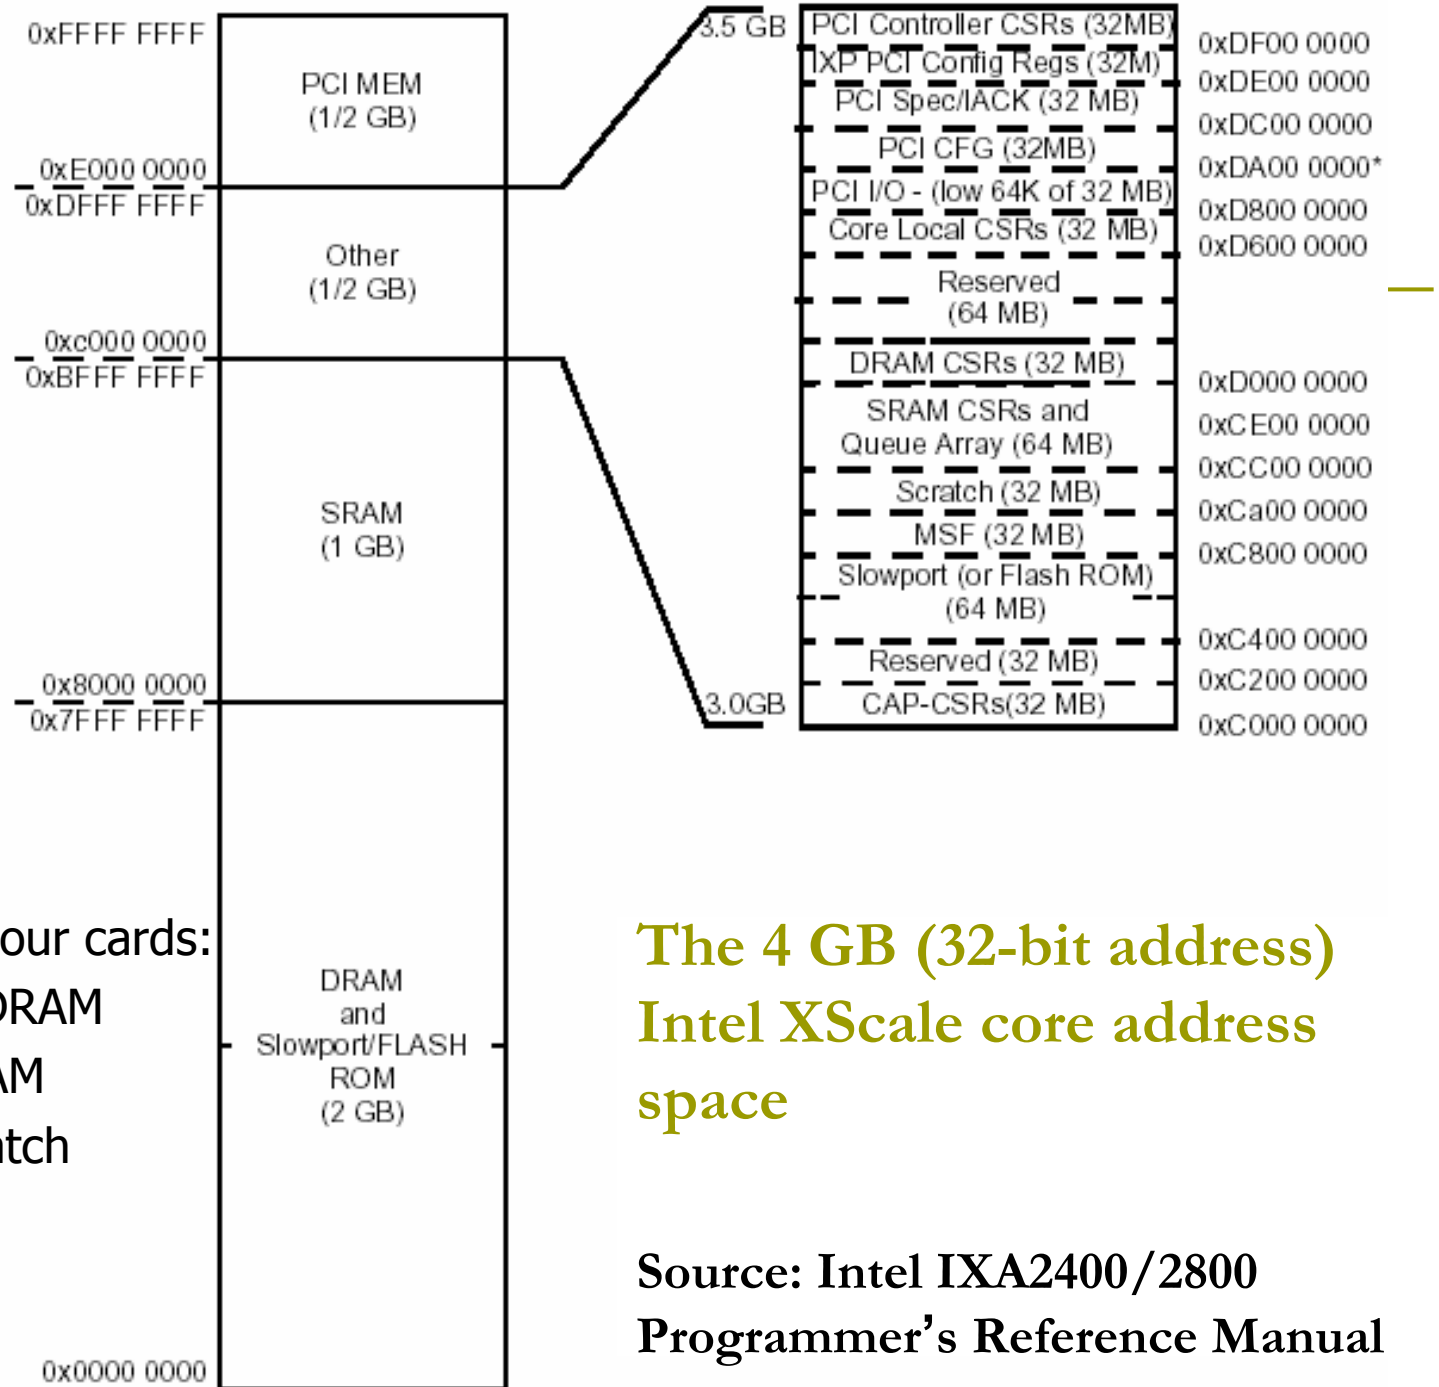 0xFFFF FFFF
PCI MEM
(1/2 GB)
0xE000 0000
0xDFFF FFFF
Other
(1/2 GB)
0xc000 0000
0xBFFF FFFF
SRAM
(1 GB)
0x8000 0000
0x7FFF FFFF
DRAM
and
Slowport/FLASH
ROM
(2 GB)
0x0000 0000
3.5 GB
3.0GB
PCI Controller CSRs (32MB)
0xDF00 0000
IXP PCI Config Regs (32M)
0xDE00 0000
PCI Spec/IACK (32 MB)
0xDC00 0000
PCI CFG (32MB)
0xDA00 0000*
PCI I/O - (low 64K of 32 MB)
0xD800 0000
Core Local CSRs (32 MB)
0xD600 0000
Reserved
(64 MB)
DRAM CSRs (32 MB)
0xD000 0000
SRAM CSRs and
0xCE00 0000
Queue Array (64 MB)
0xCC00 0000
Scratch (32 MB)
0xCa00 0000
MSF (32 MB)
0xC800 0000
Slowport (or Flash ROM)
(64 MB)
0xC400 0000
Reserved (32 MB)
0xC200 0000
CAP-CSRs(32 MB)
0xC000 0000
our cards:
DRAM
AM
atch
The 4 GB (32-bit address)
Intel XScale core address
space
Source: Intel IXA2400/2800
Programmer’s Reference Manual